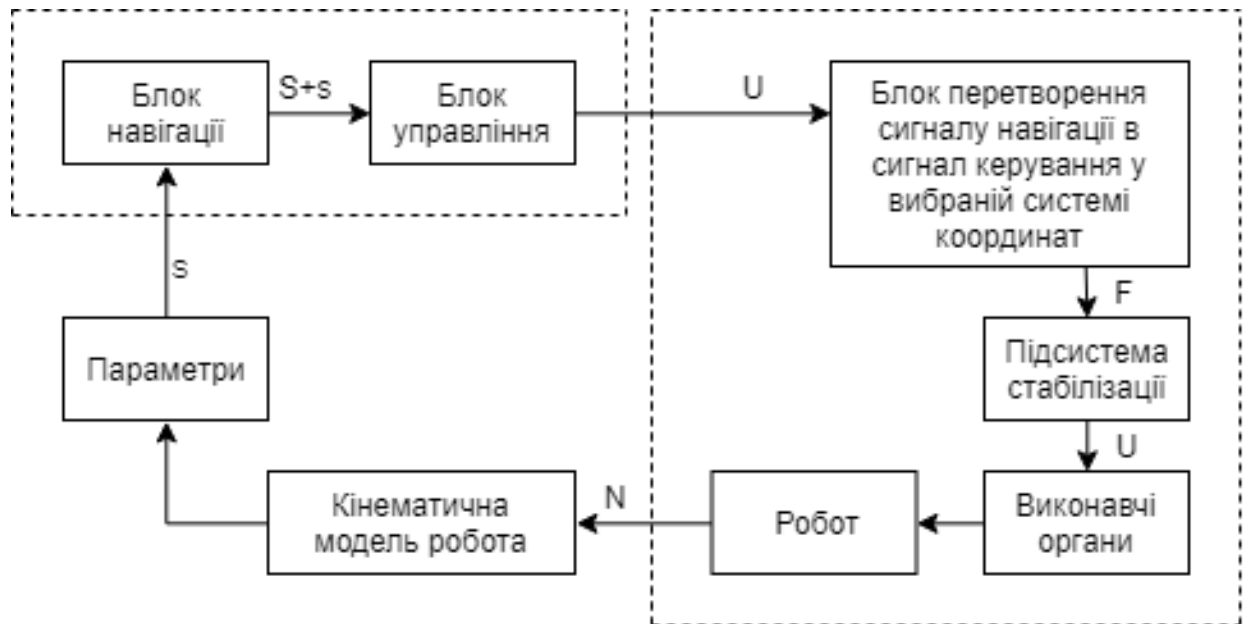 Блок
навігації
S+s
Блок
управління
U
Блок перетворення
сигналу навігації в
сигнал керування у
вибраній системі
координат
s
F
Параметри
Підсистема
стабілізації
U
Кінематична
модель робота
N
Робот
Виконавчі
органи